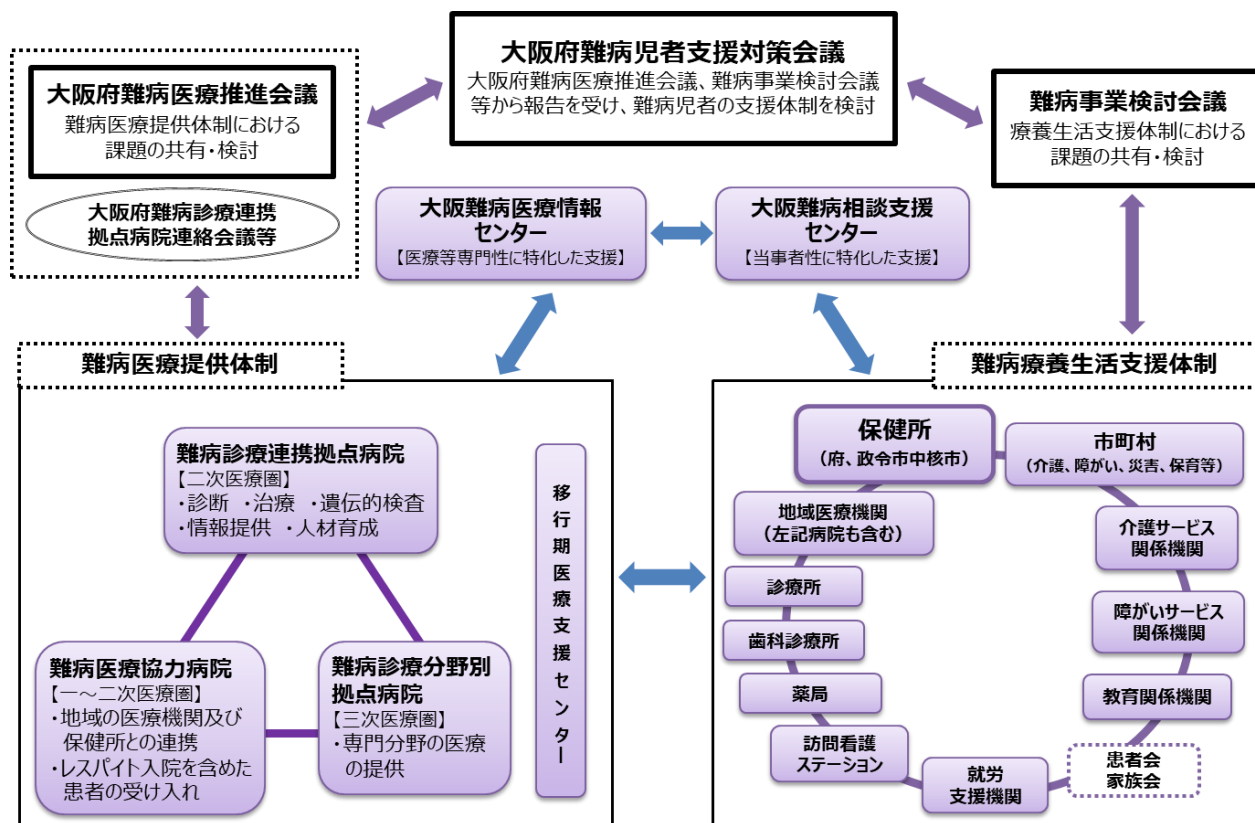 大阪府難病児者支援対策会議
大阪府難病医療推進会議、難病事業検討会議
等から報告を受け、難病児者の支援体制を検討
大阪府難病医療推進会議
難病医療提供体制における
課題の共有・検討
大阪府難病診療連携
拠点病院連絡会議等
難病事業検討会議
療養生活支援体制における
課題の共有・検討
大阪難病医療情報
センター
【医療等専門性に特化した支援】
大阪難病相談支援
センター
【当事者性に特化した支援】
難病医療提供体制
難病診療連携拠点病院
【二次医療圏】
・診断 ・治療 ・遺伝的検査
・情報提供 ・人材育成
難病医療協力病院
【一～二次医療圏】
・地域の医療機関及び
保健所との連携
・レスパイト入院を含めた
患者の受け入れ
難病診療分野別
拠点病院
【三次医療圏】
・専門分野の医療
の提供
移行期医療支援センター
難病療養生活支援体制
保健所
（府、政令市中核市）
市町村
（介護、障がい、災害、保育等）
地域医療機関
（左記病院も含む）
診療所
歯科診療所
薬局
訪問看護
ステーション
就労
支援機関
患者会
家族会
教育関係機関
障がいサービス
関係機関
介護サービス
関係機関